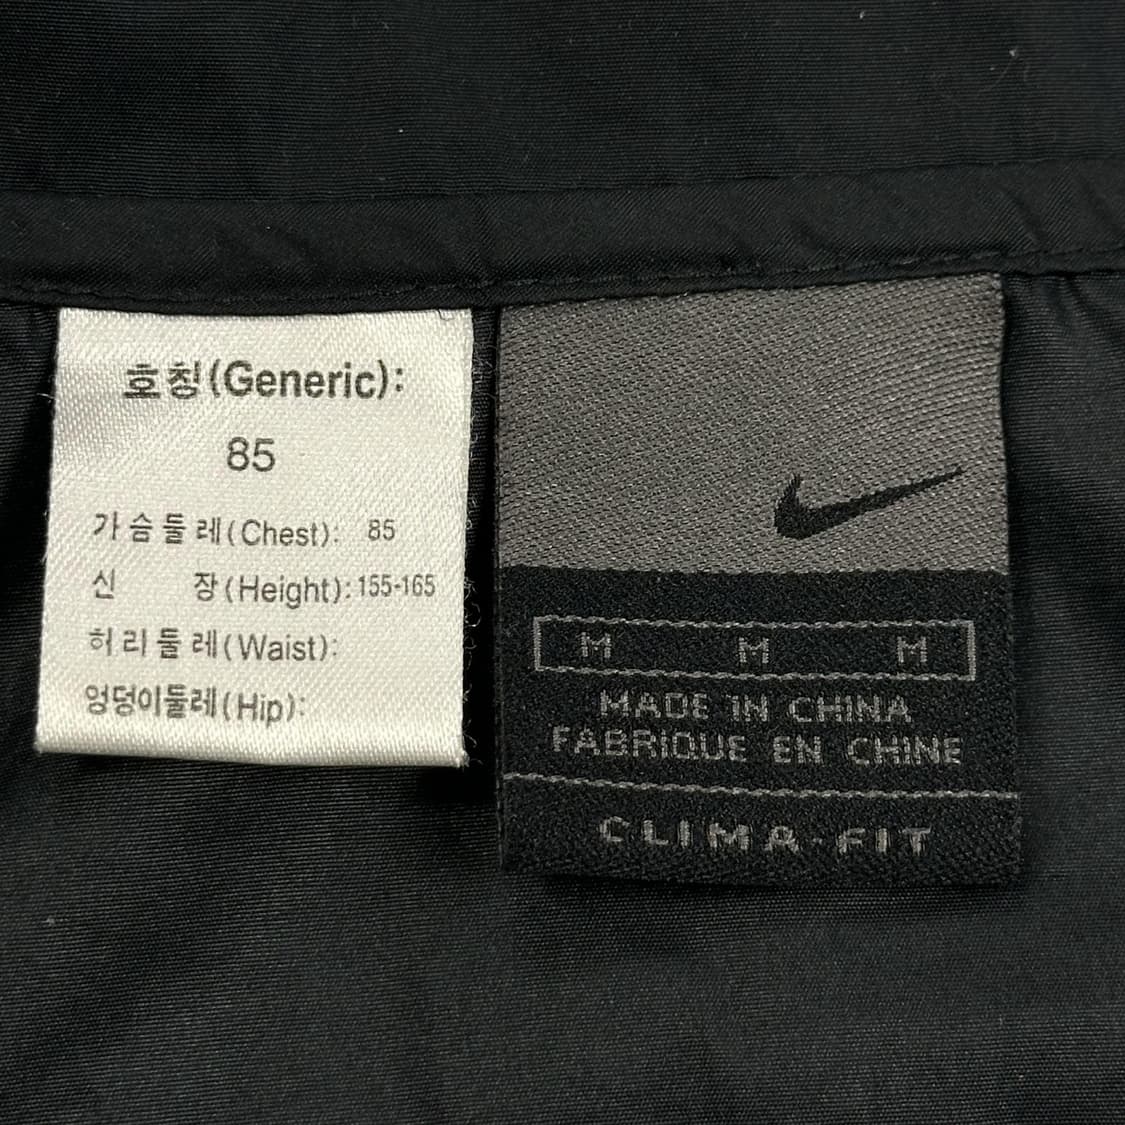 호칭(Generic):
85
가슴둘레(Chest): 85
신 장(Height): 155-165
허리둘레(Waist):
엉덩이둘레(Hip):
M M M
MADE IN CHINA
FABRIQUE EN CHINE
CLIMA-FIT